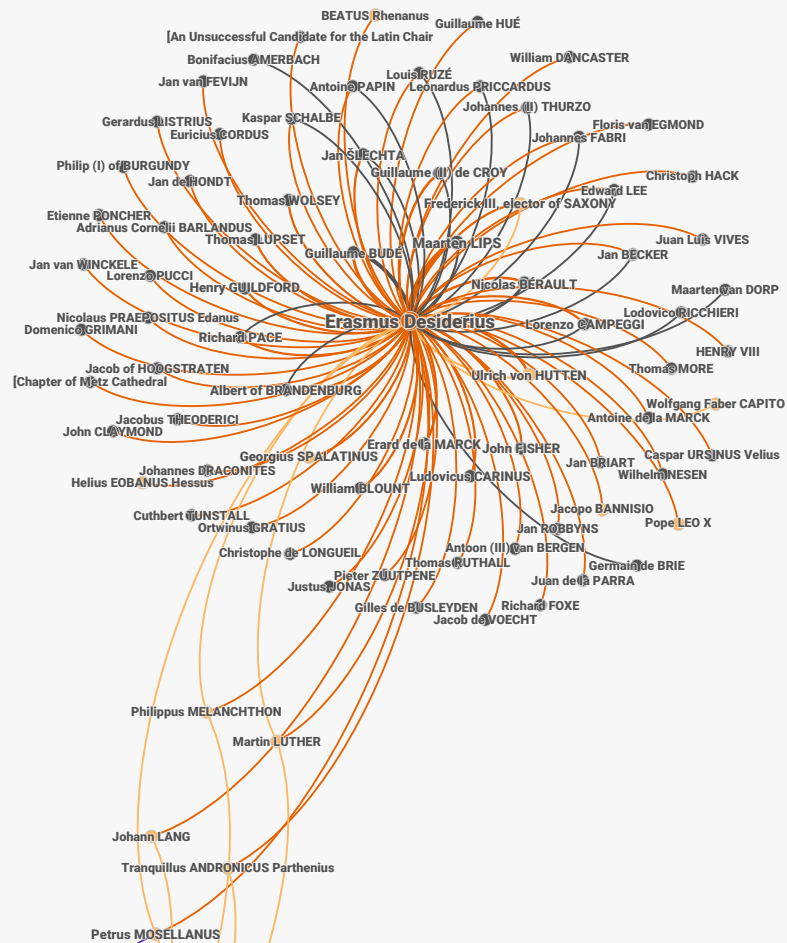 BEATUS Rhenanus
Guillaume HUÉ
[An Unsuccessful Candidate for the Latin Chair
Bonifacius AMERBACH
William DANCASTER
Louis RUZÉ
Jan van FEVIJN
Antoine PAPIN
Leonardus PRICCARDUS
Johannes (II) THURZO
Kaspar SCHALBE
Gerardus LISTRIUS
Floris van EGMOND
Euricius CORDUS
Johannes FABRI
Jan ŠLECHTA
Philip (I) of BURGUNDY
Guillaume (II) de CROY
Christoph HACK
Jan de HONDT
Edward LEE
Thomas WOLSEY
Frederick III, elector of SAXONY
Etienne PONCHER
Adrianus Cornelii BARLANDUS
Thomas LUPSET
Maarten LIPS
Juan Luis VIVES
Guillaume BUDE
Jan BECKER
Jan van WINCKELE
Lorenzo PUCCI
Henry GUILDFORD
Nicolas BÉRAULT
Maarten van DORP
Lodovico RICCHIERI
Nicolaus PRAEPOSITUS Edanus
Erasmus Desiderius
Lorenzo CAMPEGGI
Domenico GRIMANI
Richard PACE
HENRY VIII
Jacob of HOOGSTRATEN
Thomas MORE
[Chapter of Metz Cathedral
Ulrich von HUTTEN
Albert of BRANDENBURG
Wolfgang Faber CAPITO
Jacobus THEODERICI
Antoine de la MARCK
John CLAYMOND
Erard de la MARCK
John FISHER
Georgius SPALATINUS
Caspar URSINUS Velius
Jan BRIART
Johannes DRACONITES
Wilhelm NESEN
Ludovicus CARINUS
Helius EOBANUS Hessus
William BLOUNT
Jacopo BANNISIO
Cuthbert TUNSTALL
Pope LEO X
Ortwinus GRATIUS
Jan ROBBYNS
Antoon (III) van BERGEN
Christophe de LONGUEIL
Thomas RUTHALL
Germain de BRIE
Pieter ZUUTPENE
Juan de la PARRA
Justus JONAS
Gilles de BUSLEYDEN
Richard FOXE
Jacob de VOECHT
Philippus MELANCHTHON
Martin LUTHER
Johann LANG
Tranquillus ANDRONICUS Parthenius
Petrus MOSELLANUS